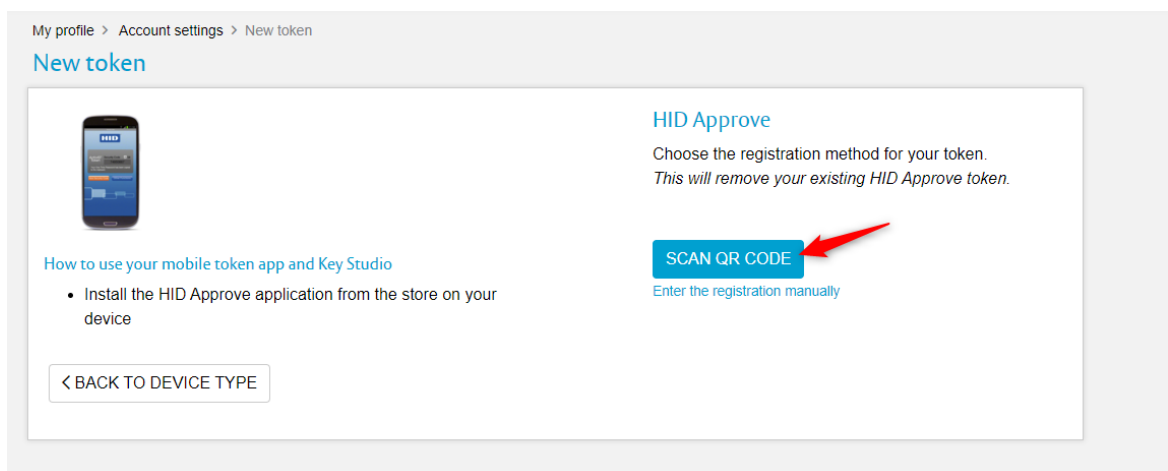 My profile > Account settings > New token
New token
HID
HID Approve
Choose the registration method for your token.
This will remove your existing HID Approve token.
SCAN QR CODE
Enter the registration manually
How to use your mobile token app and Key Studio
• Install the HID Approve application from the store on your
device
< BACK TO DEVICE TYPE